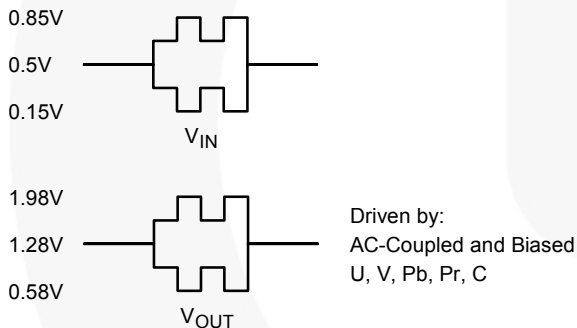 0.85V
0.5V
0.15V
VIN
1.98V
1.28V
0.58V
VOUT
Driven by:
AC-Coupled and Biased
U, V, Pb, Pr, C